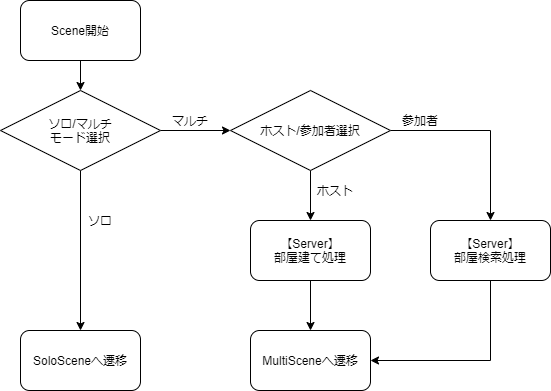 Scene開始
ソロ/マルチ
モード選択
マルチ
ホスト/参加者選択
参加者
ホスト
ソロ
【Server】
部屋建て処理
【Server】
部屋検索処理
SoloSceneへ遷移
MultiSceneへ遷移